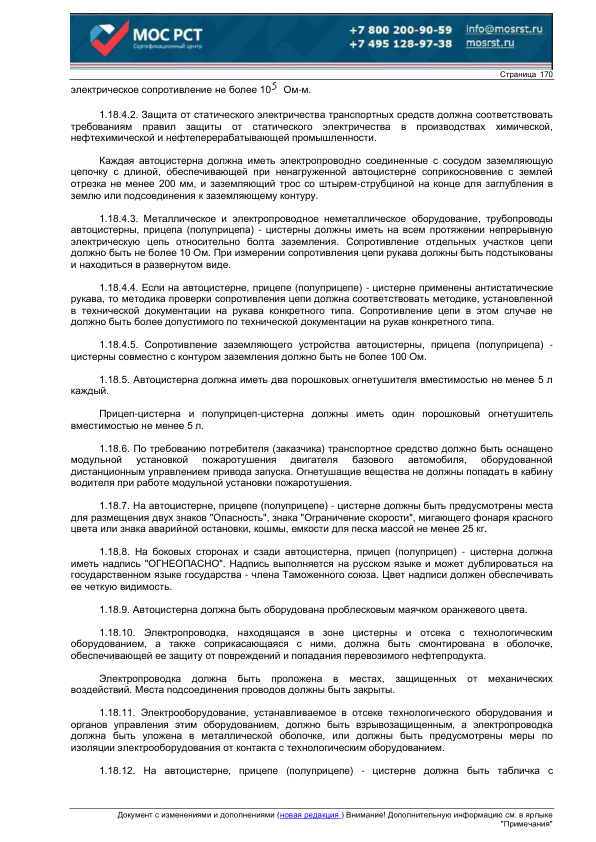 МОС РСТ
Сертификационный центр
+7 800 200-90-59
+7 495 128-97-38
info@mosrst.ru
mosrst.ru
Страница 170
электрическое сопротивление не более 10⁵ Ом-м.
1.18.4.2. Защита от статического электричества транспортных средств должна соответствовать
требованиям правил защиты от статического электричества в производствах химической,
нефтехимической и нефтеперерабатывающей промышленности.
Каждая автоцистерна должна иметь электропроводно соединенные с сосудом заземляющую
цепочку с длиной, обеспечивающей при ненагруженной автоцистерне соприкосновение с землей
отрезка не менее 200 мм, и заземляющий трос со штырем-струбциной на конце для заглубления в
землю или подсоединения к заземляющему контуру.
1.18.4.3. Металлическое и электропроводное неметаллическое оборудование, трубопроводы
автоцистерны, прицепа (полуприцепа) - цистерны должны иметь на всем протяжении непрерывную
электрическую цепь относительно болта заземления. Сопротивление отдельных участков цепи
должно быть не более 10 Ом. При измерении сопротивления цепи рукава должны быть подстыкованы
и находиться в развернутом виде.
1.18.4.4. Если на автоцистерне, прицепе (полуприцепе) - цистерне применены антистатические
рукава, то методика проверки сопротивления цепи должна соответствовать методике, установленной
в технической документации на рукава конкретного типа. Сопротивление цепи в этом случае не
должно быть более допустимого по технической документации на рукав конкретного типа.
1.18.4.5. Сопротивление заземляющего устройства автоцистерны, прицепа (полуприцепа) -
цистерны совместно с контуром заземления должно быть не более 100 Ом.
1.18.5. Автоцистерна должна иметь два порошковых огнетушителя вместимостью не менее 5 л
каждый.
Прицеп-цистерна и полуприцеп-цистерна должны иметь один порошковый огнетушитель
вместимостью не менее 5 л.
1.18.6. По требованию потребителя (заказчика) транспортное средство должно быть оснащено
модульной установкой пожаротушения двигателя базового автомобиля, оборудованной
дистанционным управлением привода запуска. Огнетушащие вещества не должны попадать в кабину
водителя при работе модульной установки пожаротушения.
1.18.7. На автоцистерне, прицепе (полуприцепе) - цистерне должны быть предусмотрены места
для размещения двух знаков "Опасность", знака "Ограничение скорости", мигающего фонаря красного
цвета или знака аварийной остановки, кошмы, емкости для песка массой не менее 25 кг.
1.18.8. На боковых сторонах и сзади автоцистерна, прицеп (полуприцеп) - цистерна должна
иметь надпись "ОГНЕОПАСНО". Надпись выполняется на русском языке и может дублироваться на
государственном языке государства - члена Таможенного союза. Цвет надписи должен обеспечивать
ее четкую видимость.
1.18.9. Автоцистерна должна быть оборудована проблесковым маячком оранжевого цвета.
1.18.10. Электропроводка, находящаяся в зоне цистерны и отсека с технологическим
оборудованием, а также соприкасающаяся с ними, должна быть смонтирована в оболочке,
обеспечивающей ее защиту от повреждений и попадания перевозимого нефтепродукта.
Электропроводка должна быть проложена в местах, защищенных от механических
воздействий. Места подсоединения проводов должны быть закрыты.
1.18.11. Электрооборудование, устанавливаемое в отсеке технологического оборудования и
органов управления этим оборудованием, должно быть взрывозащищенным, а электропроводка
должна быть уложена в металлической оболочке, или должны быть предусмотрены меры по
изоляции электрооборудования от контакта с технологическим оборудованием.
1.18.12. На автоцистерне, прицепе (полуприцепе) - цистерне должна быть табличка с
Документ с изменениями и дополнениями (новая редакция ) Внимание! Дополнительную информацию см. в ярлыке
"Примечания"